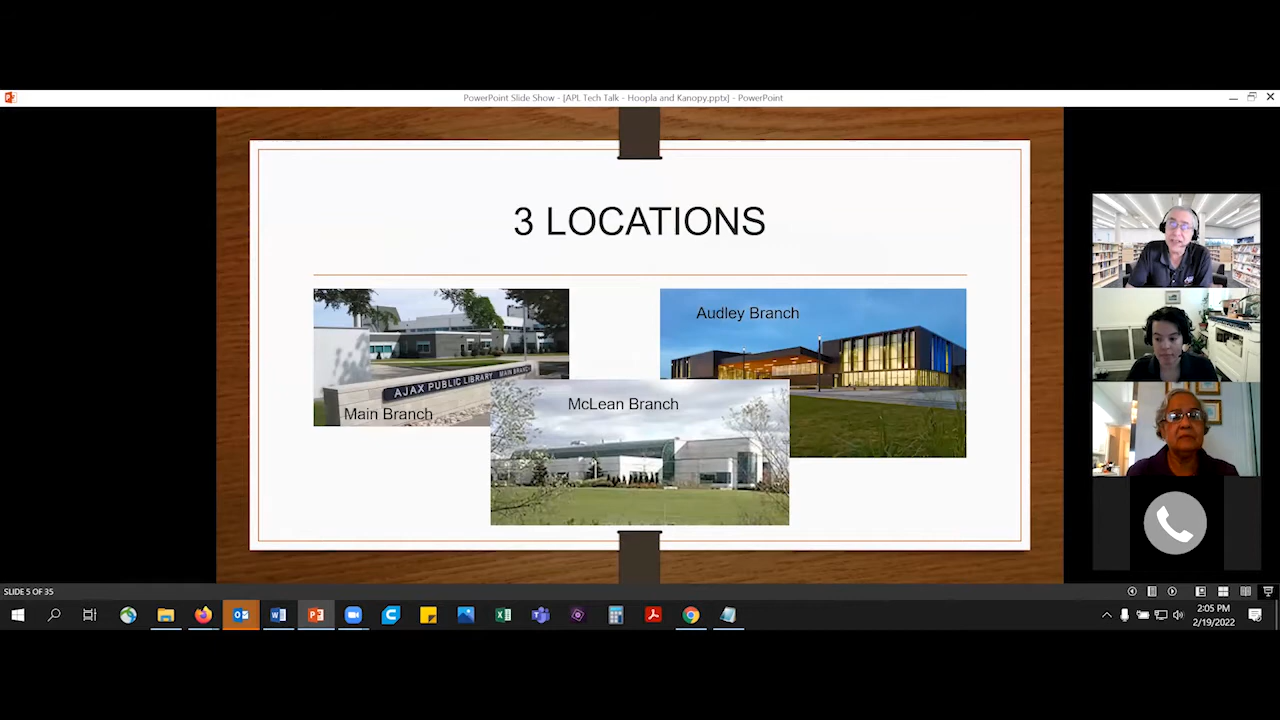 PowerPoint Slide Show - [APL Tech Talk - Hoopla and Kanopy.pptx] - PowerPoint
3 LOCATIONS
Audley Branch
AJAX PUBLIC LIBRARY MAIN BRANCH
Main Branch
McLean Branch
SLIDE 5 OF 35
2:05 PM
2/19/2022